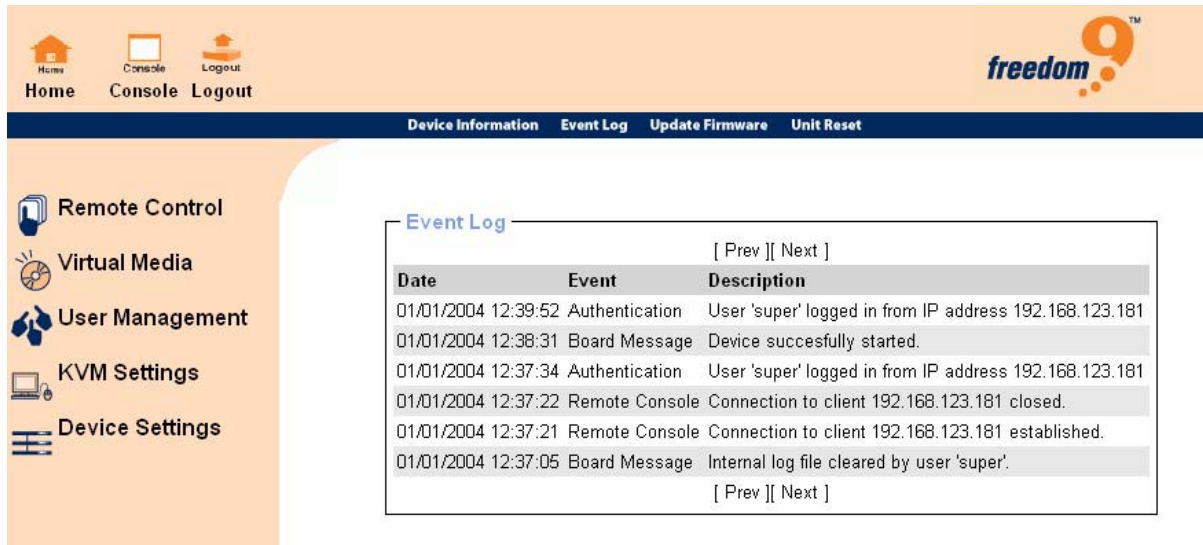 freedom 9 TM
Home Console Logout
Home Console Logout
Device Information Event Log Update Firmware Unit Reset
Remote Control
Virtual Media
User Management
KVM Settings
Device Settings
Event Log
[ Prev ][ Next ]
Date Event Description
01/01/2004 12:39:52 Authentication User 'super' logged in from IP address 192.168.123.181
01/01/2004 12:38:31 Board Message Device succesfully started.
01/01/2004 12:37:34 Authentication User 'super' logged in from IP address 192.168.123.181
01/01/2004 12:37:22 Remote Console Connection to client 192.168.123.181 closed.
01/01/2004 12:37:21 Remote Console Connection to client 192.168.123.181 established.
01/01/2004 12:37:05 Board Message Internal log file cleared by user 'super'.
[ Prev ][ Next ]